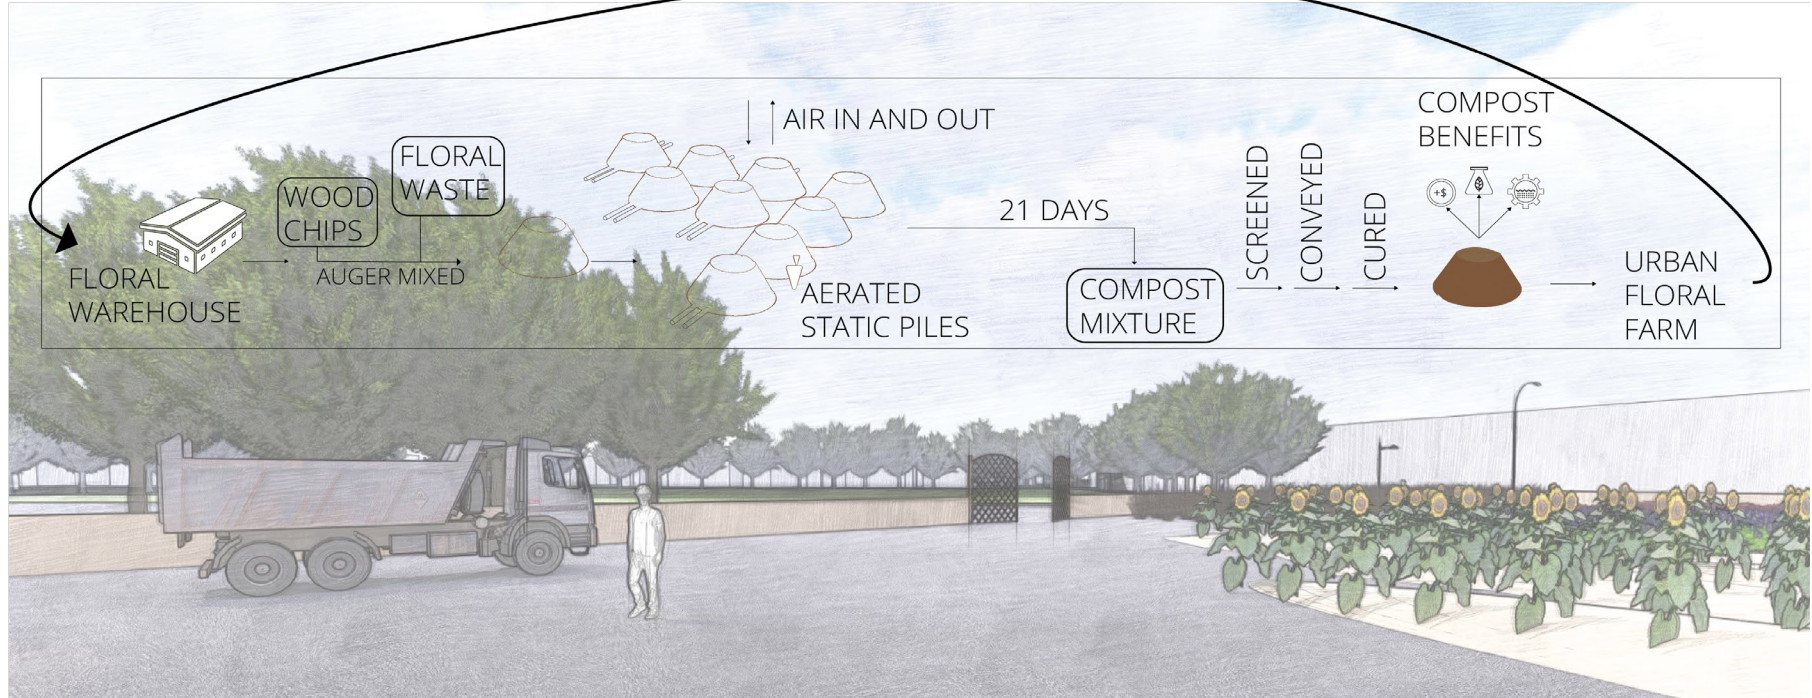 AIR IN AND OUT
COMPOST
BENEFITS
FLORAL
WASTE
WOOD
CHIPS
+$
21 DAYS
SCREENED
CONVEYED
CURED
FLORAL
WAREHOUSE
AUGER MIXED
AERATED
STATIC PILES
COMPOST
MIXTURE
URBAN
FLORAL
FARM